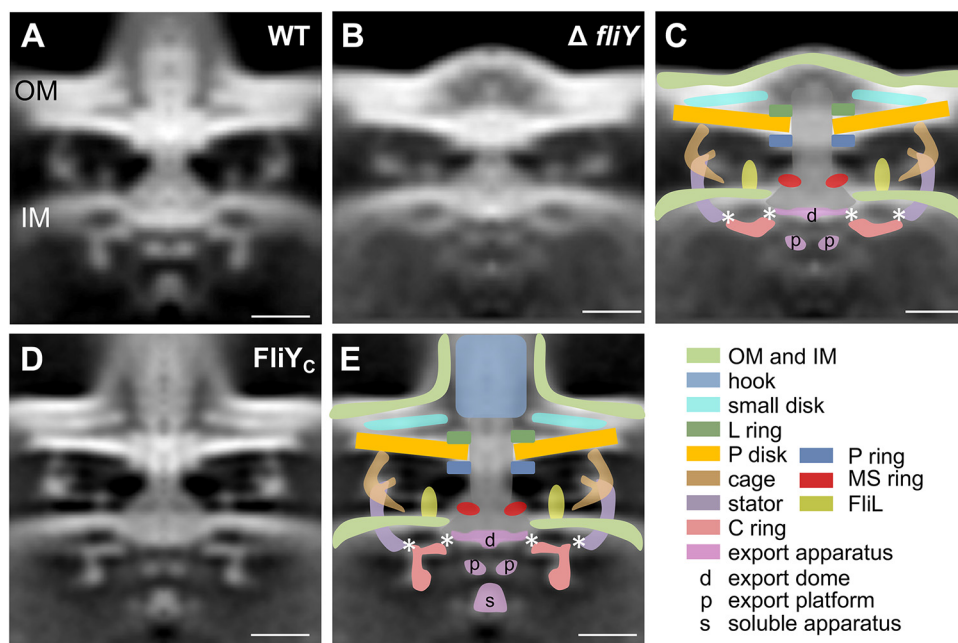 A WT
OM
IM
B Δ fliY
C
* * d * *
p p
D FliYC
E
* * d * *
p p
s
OM and IM
hook
small disk
L ring
P disk
P ring
cage
MS ring
stator
FliL
C ring
export apparatus
d export dome
p export platform
s soluble apparatus